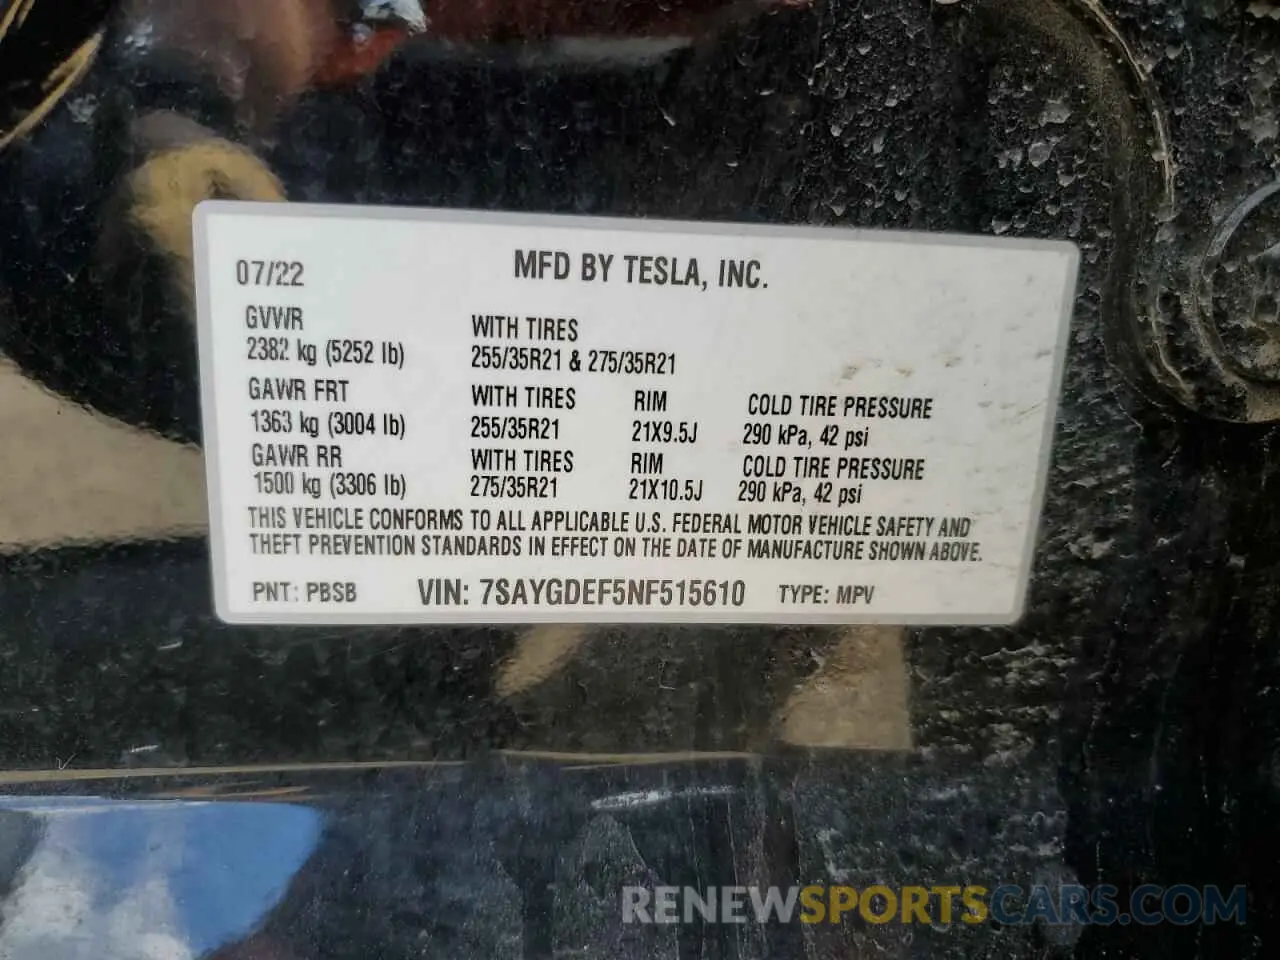 07/22 MFD BY TESLA, INC.
GVWR WITH TIRES
2382 kg (5252 lb) 255/35R21 & 275/35R21
GAWR FRT WITH TIRES RIM COLD TIRE PRESSURE
1363 kg (3004 lb) 255/35R21 21X9.5J 290 kPa, 42 psi
GAWR RR WITH TIRES RIM COLD TIRE PRESSURE
1500 kg (3306 lb) 275/35R21 21X10.5J 290 kPa, 42 psi
THIS VEHICLE CONFORMS TO ALL APPLICABLE U.S. FEDERAL MOTOR VEHICLE SAFETY AND
THEFT PREVENTION STANDARDS IN EFFECT ON THE DATE OF MANUFACTURE SHOWN ABOVE.
PNT: PBSB VIN: 7SAYGDEF5NF515610 TYPE: MPV
RENEWSPORTSCARS.COM